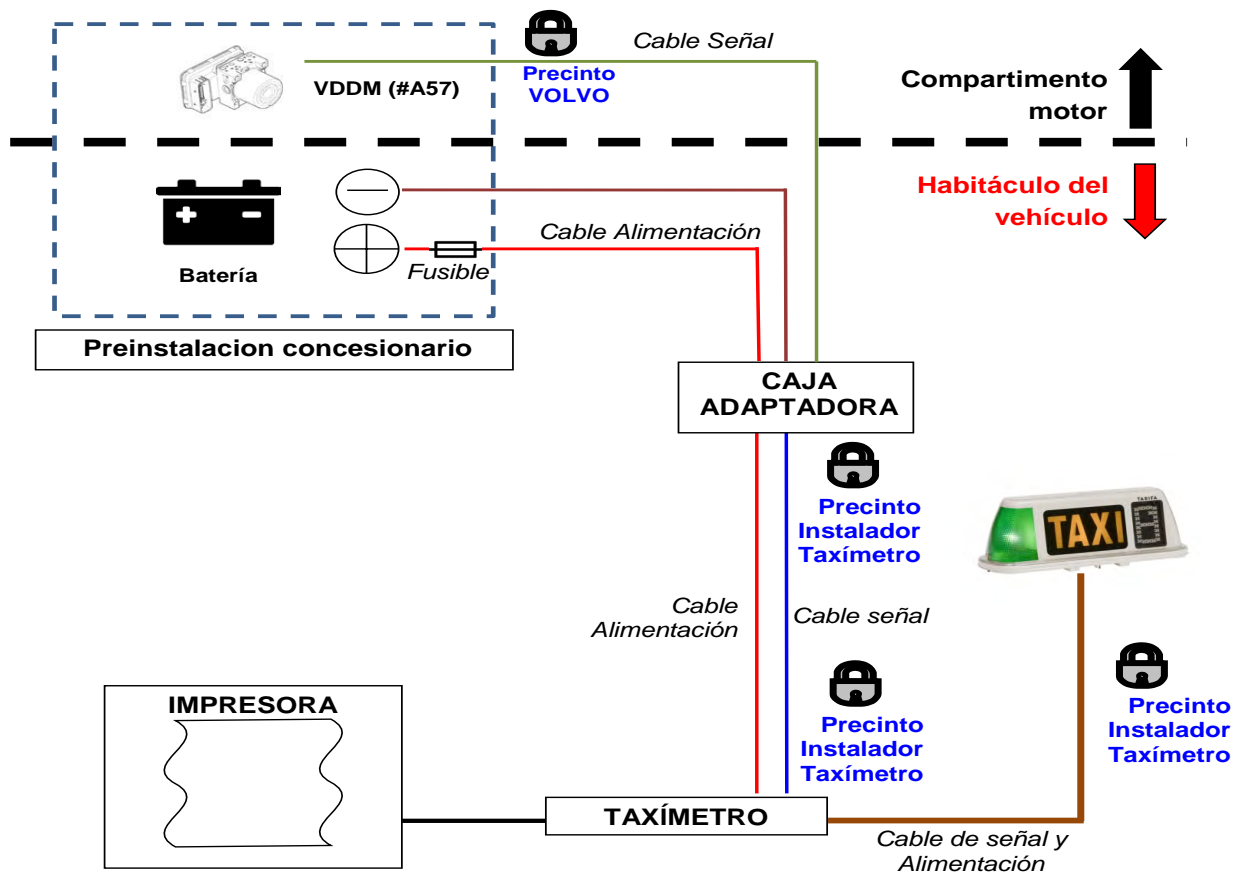 Cable Señal
Precinto
VOLVO
VDDM (#A57)
Compartimento
motor
Habitáculo del
vehículo
Cable Alimentación
Fusible
Batería
Preinstalacion concesionario
CAJA
ADAPTADORA
Precinto
Instalador
Taxímetro
TARIFA
TAXI
8
Cable
Alimentación
Cable señal
Precinto
Instalador
Taxímetro
Precinto
Instalador
Taxímetro
IMPRESORA
TAXÍMETRO
Cable de señal y
Alimentación